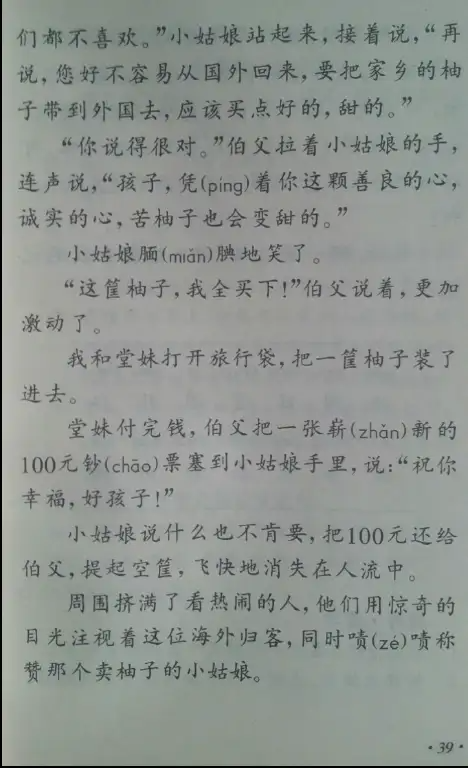 们都不喜欢。”小姑娘站起来，接着说，“再
说，您好不容易从国外回来，要把家乡的柚
子带到外国去，应该买点好的，甜的。”
“你说得很对。”伯父拉着小姑娘的手，
连声说，“孩子，凭(píng)着你这颗善良的心，
诚实的心，苦柚子也会变甜的。”
小姑娘腼(miǎn)腆地笑了。
“这筐柚子，我全买下！”伯父说着，更加
激动了。
我和堂妹打开旅行袋，把一筐柚子装了
进去。
堂妹付完钱，伯父把一张崭(zhǎn)新的
100元钞(chāo)票塞到小姑娘手里，说：“祝你
幸福，好孩子！”
小姑娘说什么也不肯要，把100元还给
伯父，提起空筐，飞快地消失在人流中。
周围挤满了看热闹的人，他们用惊奇的
目光注视着这位海外归客，同时啧(zé)啧称
赞那个卖柚子的小姑娘。
·39·